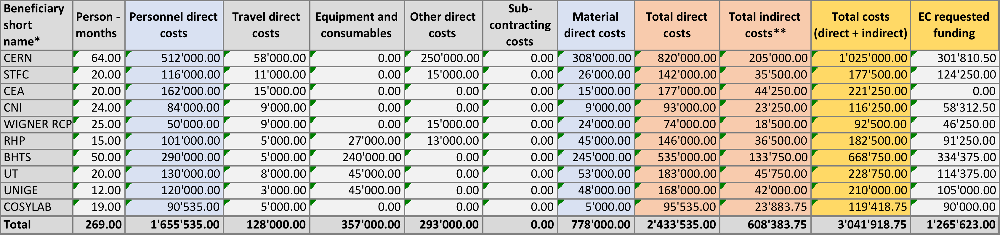 Beneficiary short name* Person - months Personnel direct costs Travel direct costs Equipment and consumables Other direct costs Sub-contracting costs Material direct costs Total direct costs Total indirect costs** Total costs (direct + indirect) EC requested funding
CERN 64.00 512'000.00 58'000.00 0.00 250'000.00 0.00 308'000.00 820'000.00 205'000.00 1'025'000.00 301'810.50
STFC 20.00 116'000.00 11'000.00 0.00 15'000.00 0.00 26'000.00 142'000.00 35'500.00 177'500.00 124'250.00
CEA 20.00 162'000.00 15'000.00 0.00 0.00 0.00 15'000.00 177'000.00 44'250.00 221'250.00 0.00
CNI 24.00 84'000.00 9'000.00 0.00 0.00 0.00 9'000.00 93'000.00 23'250.00 116'250.00 58'312.50
WIGNER RCP 25.00 50'000.00 9'000.00 0.00 15'000.00 0.00 24'000.00 74'000.00 18'500.00 92'500.00 46'250.00
RHP 15.00 101'000.00 5'000.00 27'000.00 13'000.00 0.00 45'000.00 146'000.00 36'500.00 182'500.00 91'250.00
BHTS 50.00 290'000.00 5'000.00 240'000.00 0.00 0.00 245'000.00 535'000.00 133'750.00 668'750.00 334'375.00
UT 20.00 130'000.00 8'000.00 45'000.00 0.00 0.00 53'000.00 183'000.00 45'750.00 228'750.00 114'375.00
UNIGE 12.00 120'000.00 3'000.00 45'000.00 0.00 0.00 48'000.00 168'000.00 42'000.00 210'000.00 105'000.00
COSYLAB 19.00 90'535.00 5'000.00 0.00 0.00 0.00 5'000.00 95'535.00 23'883.75 119'418.75 90'000.00
Total 269.00 1'655'535.00 128'000.00 357'000.00 293'000.00 0.00 778'000.00 2'433'535.00 608'383.75 3'041'918.75 1'265'623.00